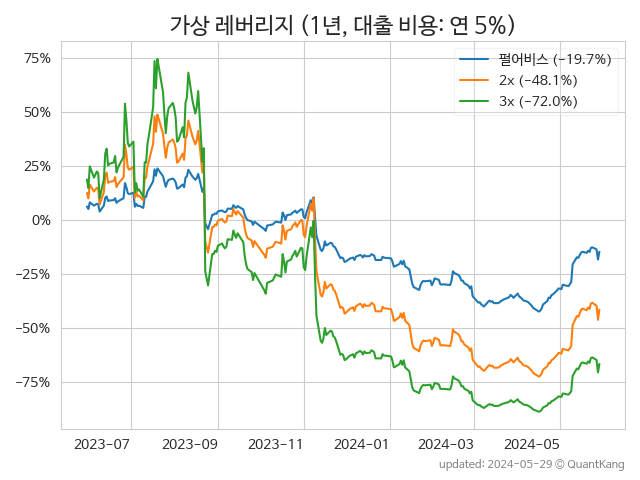 가상 레버리지 (1년, 대출 비용: 연 5%)
펄어비스 (−19.7%)
2x (−48.1%)
3x (−72.0%)
75%
50%
25%
0%
−25%
−50%
−75%
2023-07 2023-09 2023-11 2024-01 2024-03 2024-05
updated: 2024-05-29 © QuantKang